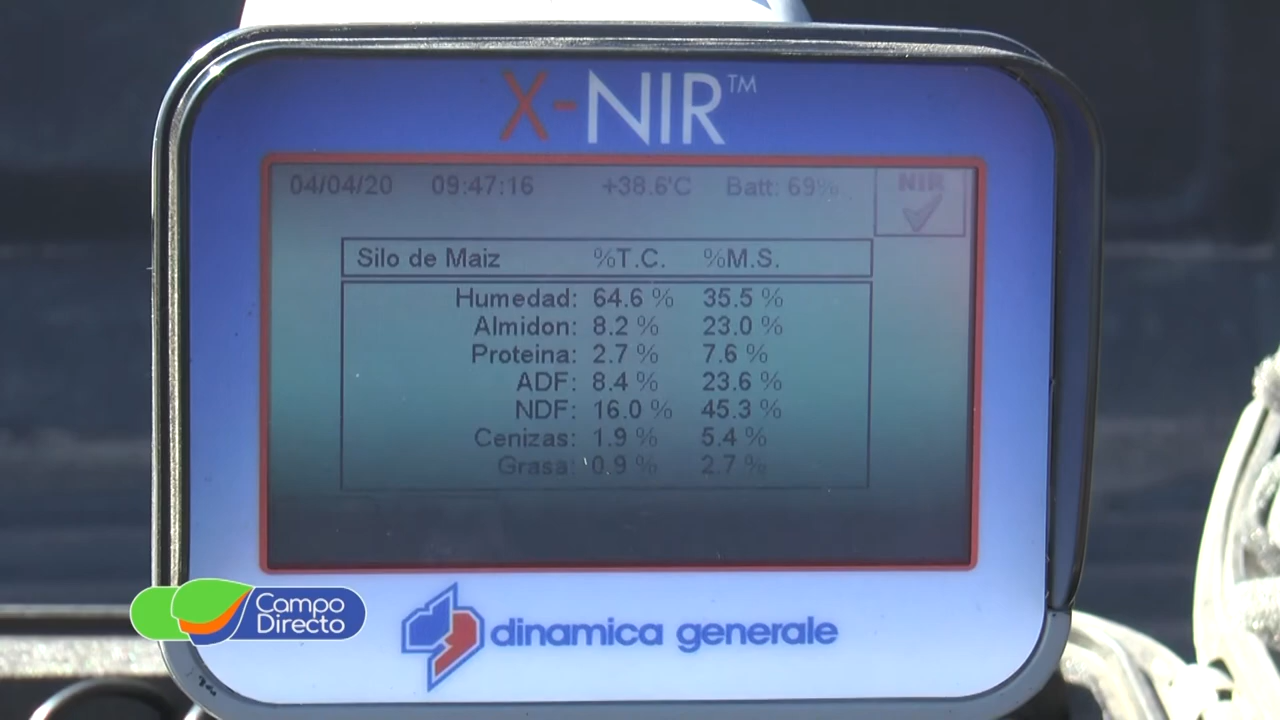 X-NIR™
04/04/20 09:47:16 +38.6'C Batt: 69% NIR
Silo de Maiz %T.C. %M.S.
Humedad: 64.6 % 35.5 %
Almidon: 8.2 % 23.0 %
Proteina: 2.7 % 7.6 %
ADF: 8.4 % 23.6 %
NDF: 16.0 % 45.3 %
Cenizas: 1.9 % 5.4 %
Grasa: 0.9 % 2.7 %
Campo
Directo
dinamica generale